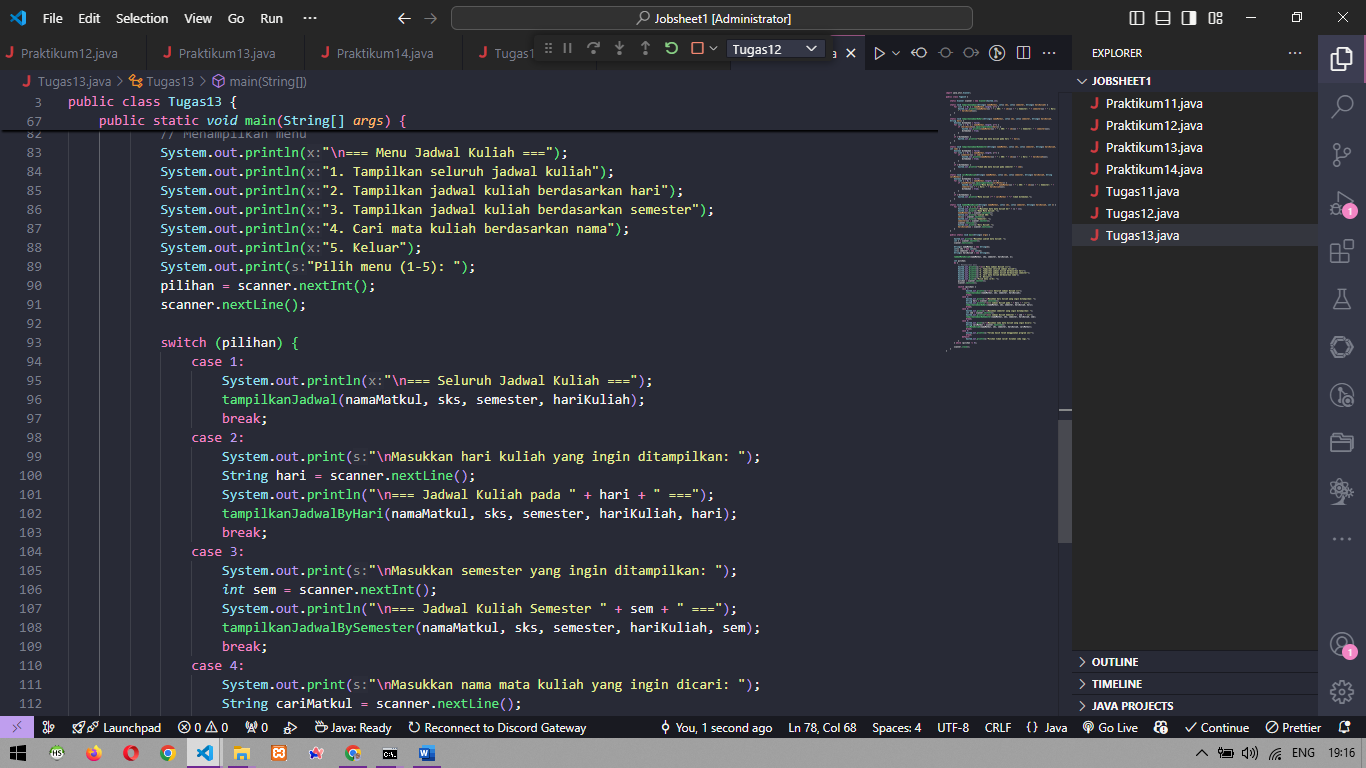 File Edit Selection View Go Run ··· Jobsheet1 [Administrator]
Praktikum12.java Praktikum13.java Praktikum14.java Tugas1 Tugas12 a
Tugas13.java > Tugas13 > main(String[])
3 public class Tugas13 {
67 public static void main(String[] args) {
82 // Menampilkan menu
83 System.out.println(x:"\n=== Menu Jadwal Kuliah ===");
84 System.out.println(x:"1. Tampilkan seluruh jadwal kuliah");
85 System.out.println(x:"2. Tampilkan jadwal kuliah berdasarkan hari");
86 System.out.println(x:"3. Tampilkan jadwal kuliah berdasarkan semester");
87 System.out.println(x:"4. Cari mata kuliah berdasarkan nama");
88 System.out.println(x:"5. Keluar");
89 System.out.print(s:"Pilih menu (1-5): ");
90 pilihan = scanner.nextInt();
91 scanner.nextLine();
92
93 switch (pilihan) {
94 case 1:
95 System.out.println(x:"\n=== Seluruh Jadwal Kuliah ===");
96 tampilkanJadwal(namaMatkul, sks, semester, hariKuliah);
97 break;
98 case 2:
99 System.out.print(s:"\nMasukkan hari kuliah yang ingin ditampilkan: ");
100 String hari = scanner.nextLine();
101 System.out.println("\n=== Jadwal Kuliah pada " + hari + " ===");
102 tampilkanJadwalByHari(namaMatkul, sks, semester, hariKuliah, hari);
103 break;
104 case 3:
105 System.out.print(s:"\nMasukkan semester yang ingin ditampilkan: ");
106 int sem = scanner.nextInt();
107 System.out.println("\n=== Jadwal Kuliah Semester " + sem + " ===");
108 tampilkanJadwalBySemester(namaMatkul, sks, semester, hariKuliah, sem);
109 break;
110 case 4:
111 System.out.print(s:"\nMasukkan nama mata kuliah yang ingin dicari: ");
112 String cariMatkul = scanner.nextLine();
EXPLORER ···
JOBSHEET1
Praktikum11.java
Praktikum12.java
Praktikum13.java
Praktikum14.java
Tugas11.java
Tugas12.java
Tugas13.java
OUTLINE
TIMELINE
JAVA PROJECTS
1
1
Launchpad 0 0 0 Java: Ready Reconnect to Discord Gateway You, 1 second ago Ln 78, Col 68 Spaces: 4 UTF-8 CRLF {} Java Go Live Continue Prettier
HS W ENG 19:16